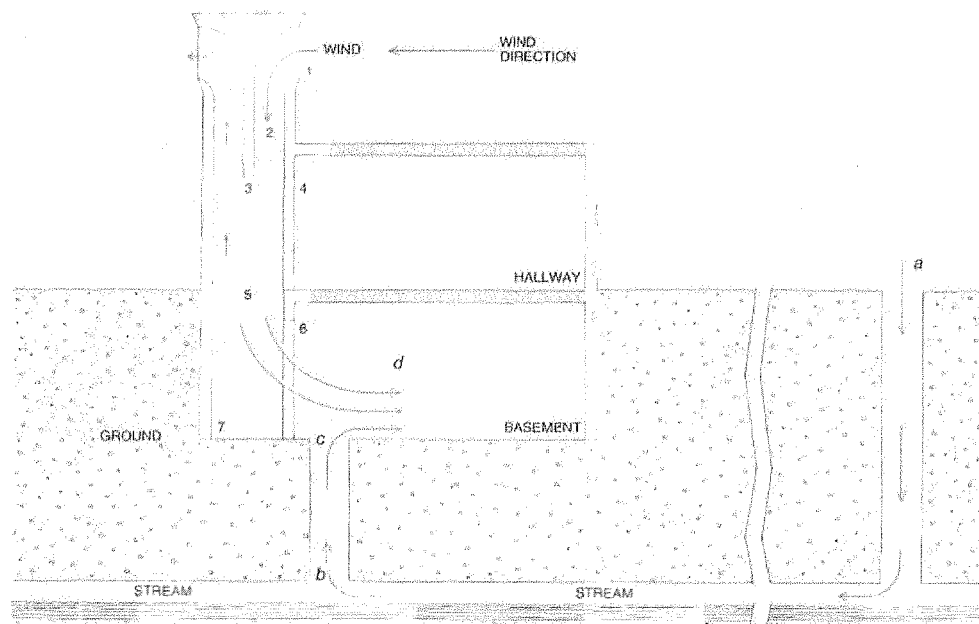 WIND
WIND
DIRECTION
1
2
3
4
HALLWAY
a
5
6
d
GROUND
7
c
BASEMENT
b
STREAM
STREAM